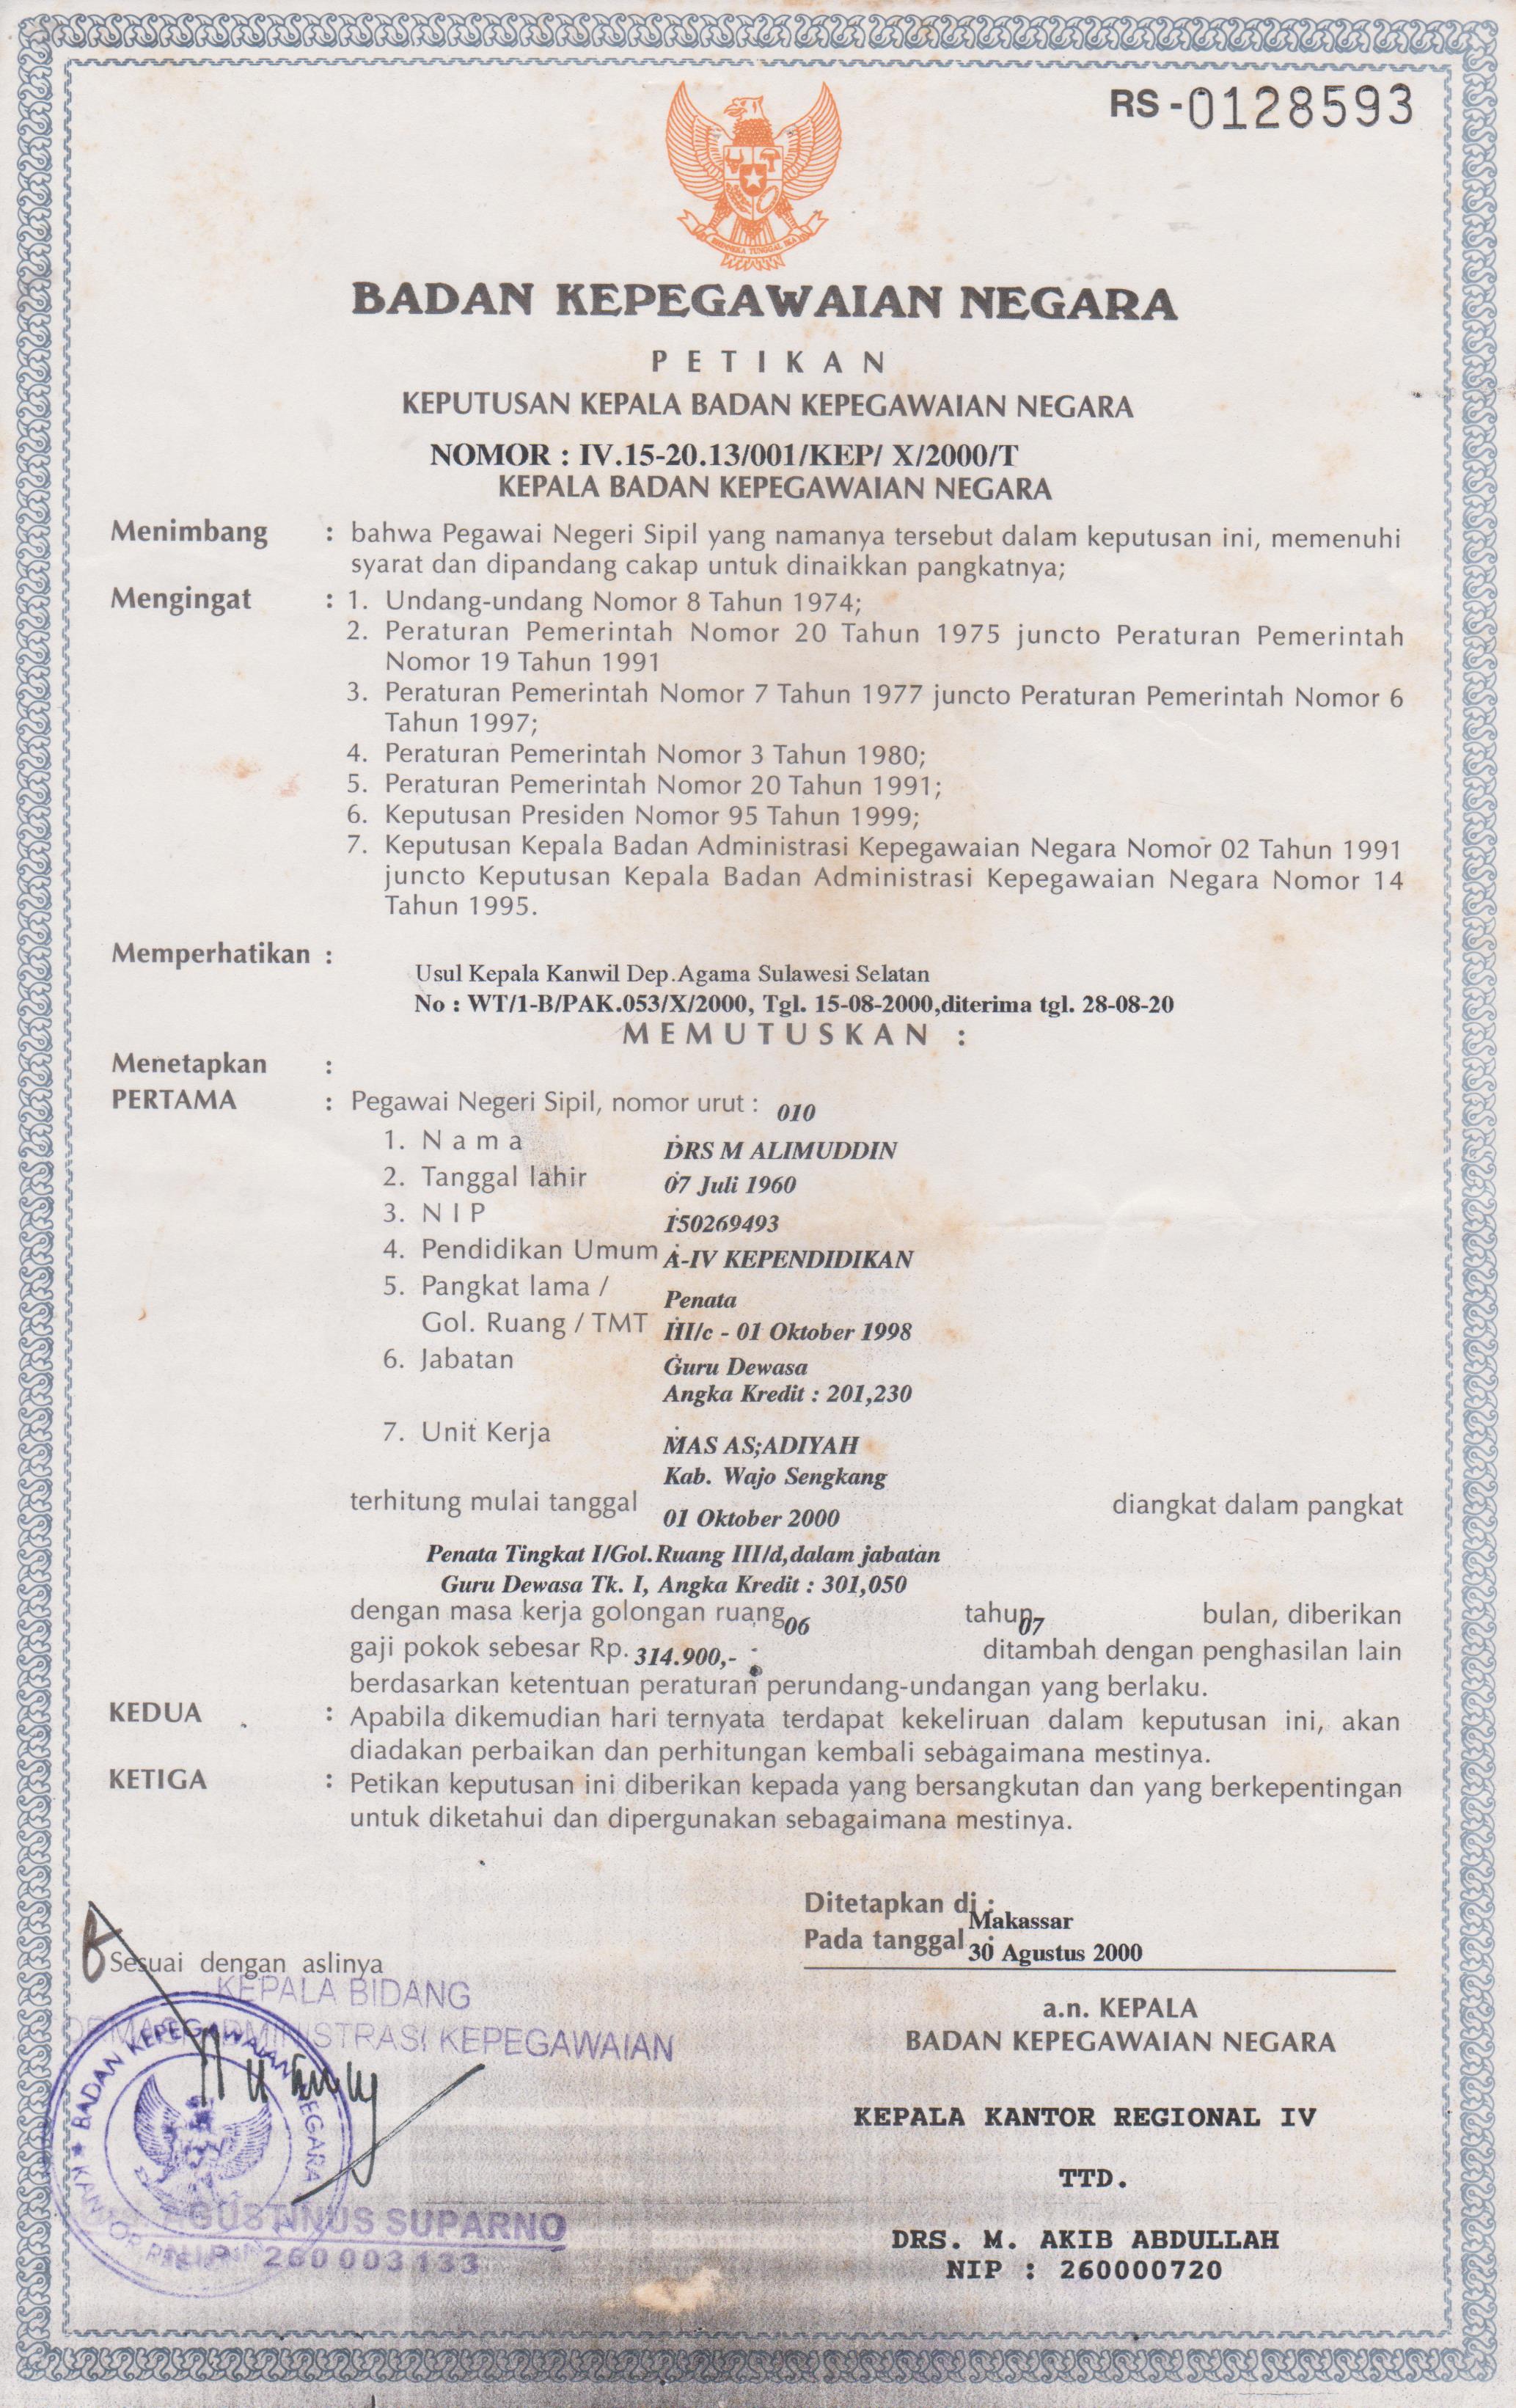 RS - 0128593
BADAN KEPEGAWAIAN NEGARA
PETIKAN
KEPUTUSAN KEPALA BADAN KEPEGAWAIAN NEGARA
NOMOR : IV.15-20.13/001/KEP/ X/2000/T
KEPALA BADAN KEPEGAWAIAN NEGARA
Menimbang : bahwa Pegawai Negeri Sipil yang namanya tersebut dalam keputusan ini, memenuhi
syarat dan dipandang cakap untuk dinaikkan pangkatnya;
Mengingat : 1. Undang-undang Nomor 8 Tahun 1974;
2. Peraturan Pemerintah Nomor 20 Tahun 1975 juncto Peraturan Pemerintah
Nomor 19 Tahun 1991
3. Peraturan Pemerintah Nomor 7 Tahun 1977 juncto Peraturan Pemerintah Nomor 6
Tahun 1997;
4. Peraturan Pemerintah Nomor 3 Tahun 1980;
5. Peraturan Pemerintah Nomor 20 Tahun 1991;
6. Keputusan Presiden Nomor 95 Tahun 1999;
7. Keputusan Kepala Badan Administrasi Kepegawaian Negara Nomor 02 Tahun 1991
juncto Keputusan Kepala Badan Administrasi Kepegawaian Negara Nomor 14
Tahun 1995.
Memperhatikan :
Usul Kepala Kanwil Dep.Agama Sulawesi Selatan
No : WT/1-B/PAK.053/X/2000, Tgl. 15-08-2000,diterima tgl. 28-08-20
MEMUTUSKAN :
Menetapkan :
PERTAMA : Pegawai Negeri Sipil, nomor urut : 010
1. Nama : DRS M ALIMUDDIN
2. Tanggal lahir : 07 Juli 1960
3. NIP : 150269493
4. Pendidikan Umum : A-IV KEPENDIDIKAN
5. Pangkat lama / Penata
Gol. Ruang / TMT : III/c - 01 Oktober 1998
6. Jabatan : Guru Dewasa
Angka Kredit : 201,230
7. Unit Kerja : MAS AS;ADIYAH
Kab. Wajo Sengkang
terhitung mulai tanggal 01 Oktober 2000 diangkat dalam pangkat
Penata Tingkat I/Gol.Ruang III/d,dalam jabatan
Guru Dewasa Tk. I, Angka Kredit : 301,050
dengan masa kerja golongan ruang 06 tahun 07 bulan, diberikan
gaji pokok sebesar Rp. 314.900,- ditambah dengan penghasilan lain
berdasarkan ketentuan peraturan perundang-undangan yang berlaku.
KEDUA : Apabila dikemudian hari ternyata terdapat kekeliruan dalam keputusan ini, akan
diadakan perbaikan dan perhitungan kembali sebagaimana mestinya.
KETIGA : Petikan keputusan ini diberikan kepada yang bersangkutan dan yang berkepentingan
untuk diketahui dan dipergunakan sebagaimana mestinya.
Ditetapkan di : Makassar
Pada tanggal : 30 Agustus 2000
a.n. KEPALA
BADAN KEPEGAWAIAN NEGARA
KEPALA KANTOR REGIONAL IV
TTD.
DRS. M. AKIB ABDULLAH
NIP : 260000720
Sesuai dengan aslinya
KEPALA BIDANG
ADMINISTRASI KEPEGAWAIAN
BADAN KEPEGAWAIAN NEGARA
AGUSTINUS SUPARNO
NIP. 260003133